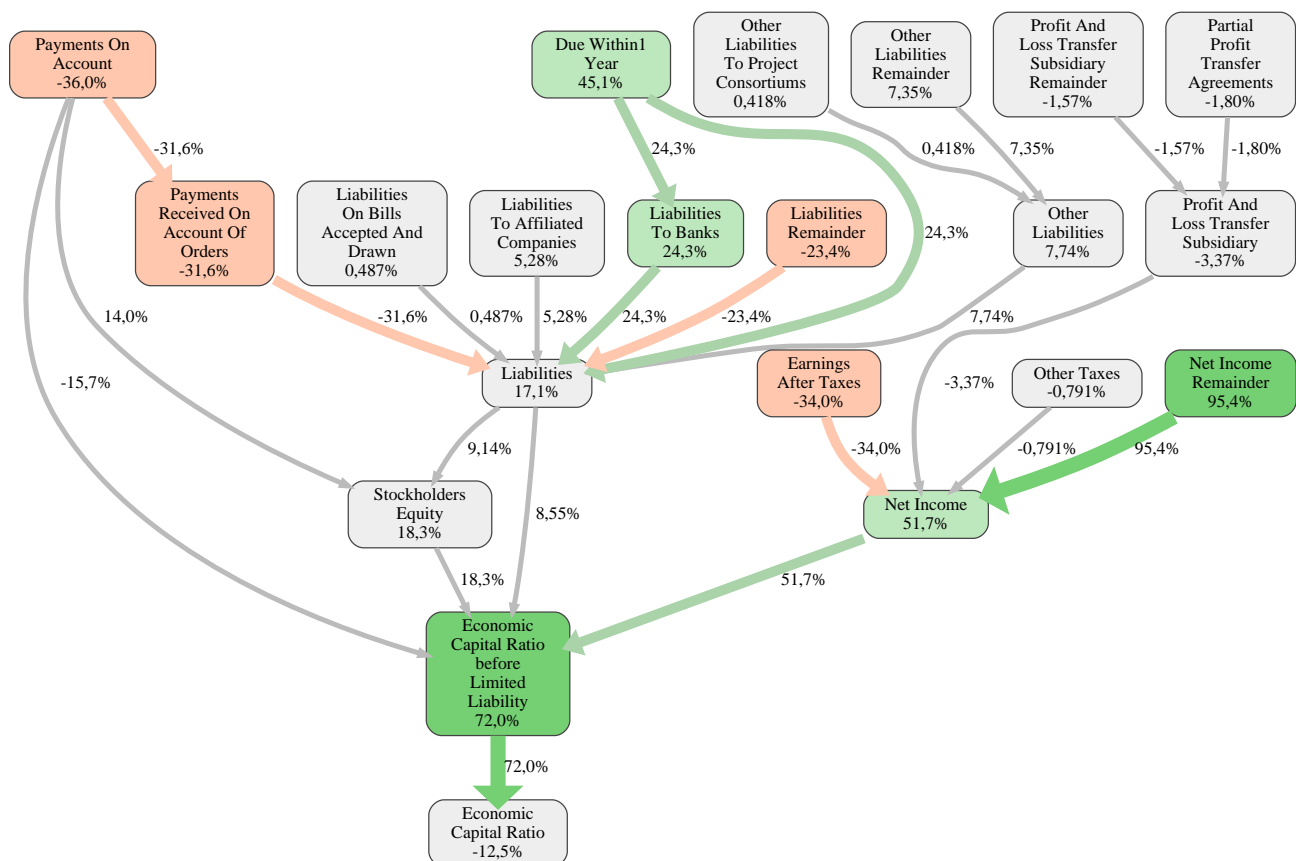 Payments On
Account
-36,0%
Due Within1
Year
45,1%
Other
Liabilities
To Project
Consortiums
0,418%
Other
Liabilities
Remainder
7,35%
Profit And
Loss Transfer
Subsidiary
Remainder
-1,57%
Partial
Profit
Transfer
Agreements
-1,80%
-31,6%
24,3%
0,418%
7,35%
-1,57%
-1,80%
Payments
Received On
Account Of
Orders
-31,6%
Liabilities
On Bills
Accepted And
Drawn
0,487%
Liabilities
To Affiliated
Companies
5,28%
Liabilities
To Banks
24,3%
Liabilities
Remainder
-23,4%
24,3%
Other
Liabilities
7,74%
Profit And
Loss Transfer
Subsidiary
-3,37%
14,0%
-31,6%
0,487%
5,28%
24,3%
-23,4%
7,74%
-15,7%
Liabilities
17,1%
Earnings
After Taxes
-34,0%
-3,37%
Other Taxes
-0,791%
Net Income
Remainder
95,4%
9,14%
-34,0%
-0,791%
95,4%
Stockholders
Equity
18,3%
8,55%
Net Income
51,7%
18,3%
51,7%
Economic
Capital Ratio
before
Limited
Liability
72,0%
72,0%
Economic
Capital Ratio
-12,5%